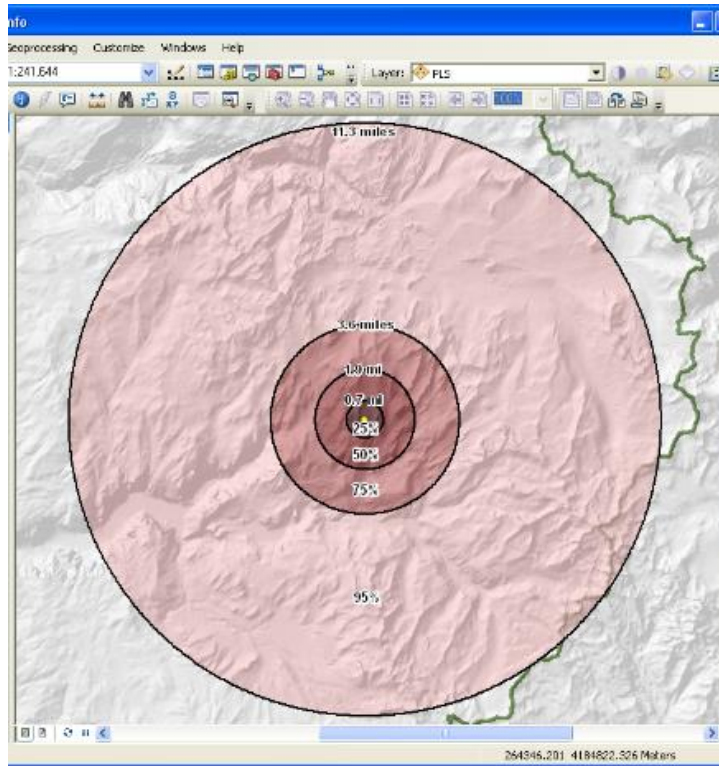 nfo
Geoprocessing Customize Windows Help
1:241,644
Layer: PLS
100%
11.3 miles
3.6 miles
1.9 mi
0.7 mi
25%
50%
75%
95%
264346.201 4184822.326 Meters